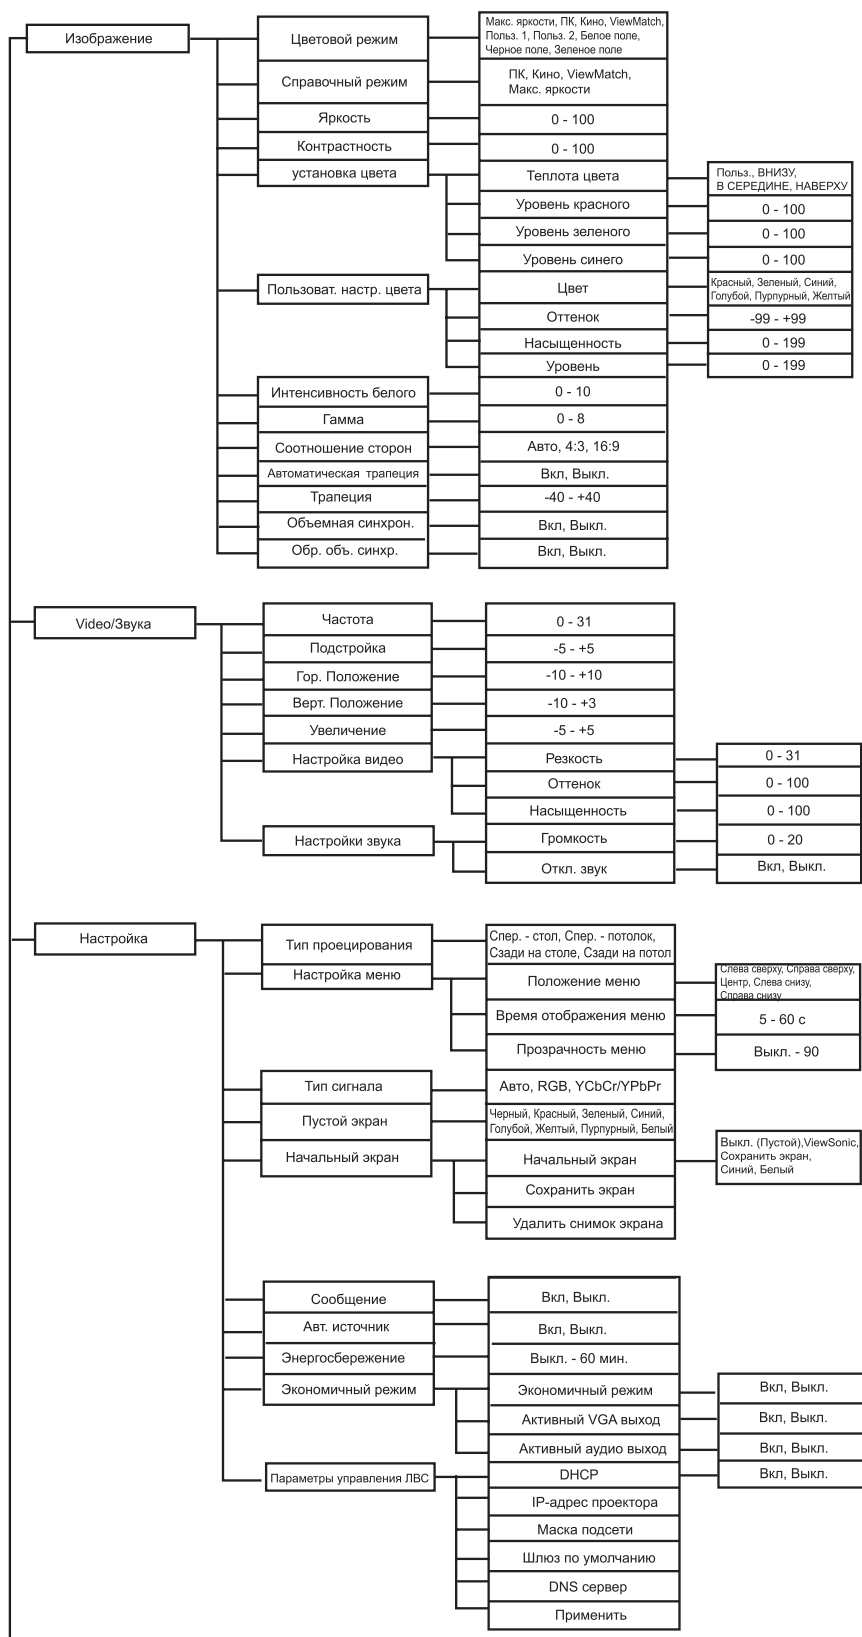 Изображение
Цветовой режим
Макс. яркости, ПК, Кино, ViewMatch,
Польз. 1, Польз. 2, Белое поле,
Черное поле, Зеленое поле
Справочный режим
ПК, Кино, ViewMatch,
Макс. яркости
Яркость
0 - 100
Контрастность
0 - 100
установка цвета
Теплота цвета
Польз., ВНИЗУ,
В СЕРЕДИНЕ, НАВЕРХУ
Уровень красного
0 - 100
Уровень зеленого
0 - 100
Уровень синего
0 - 100
Пользоват. настр. цвета
Цвет
Красный, Зеленый, Синий,
Голубой, Пурпурный, Желтый
Оттенок
-99 - +99
Насыщенность
0 - 199
Уровень
0 - 199
Интенсивность белого
0 - 10
Гамма
0 - 8
Соотношение сторон
Авто, 4:3, 16:9
Автоматическая трапеция
Вкл, Выкл.
Трапеция
-40 - +40
Объемная синхрон.
Вкл, Выкл.
Обр. объ. синхр.
Вкл, Выкл.
Video/Звука
Частота
0 - 31
Подстройка
-5 - +5
Гор. Положение
-10 - +10
Верт. Положение
-10 - +3
Увеличение
-5 - +5
Настройка видео
Резкость
0 - 31
Оттенок
0 - 100
Насыщенность
0 - 100
Настройки звука
Громкость
0 - 20
Откл. звук
Вкл, Выкл.
Настройка
Тип проецирования
Спер. - стол, Спер. - потолок,
Сзади на столе, Сзади на потол
Настройка меню
Положение меню
Слева сверху, Справа сверху,
Центр, Слева снизу,
Справа снизу
Время отображения меню
5 - 60 с
Прозрачность меню
Выкл. - 90
Тип сигнала
Авто, RGB, YCbCr/YPbPr
Пустой экран
Черный, Красный, Зеленый, Синий,
Голубой, Желтый, Пурпурный, Белый
Начальный экран
Начальный экран
Выкл. (Пустой),ViewSonic,
Сохранить экран,
Синий, Белый
Сохранить экран
Удалить снимок экрана
Сообщение
Вкл, Выкл.
Авт. источник
Вкл, Выкл.
Энергосбережение
Выкл. - 60 мин.
Экономичный режим
Экономичный режим
Вкл, Выкл.
Активный VGA выход
Вкл, Выкл.
Активный аудио выход
Вкл, Выкл.
Параметры управления ЛВС
DHCP
Вкл, Выкл.
IP-адрес проектора
Маска подсети
Шлюз по умолчанию
DNS сервер
Применить